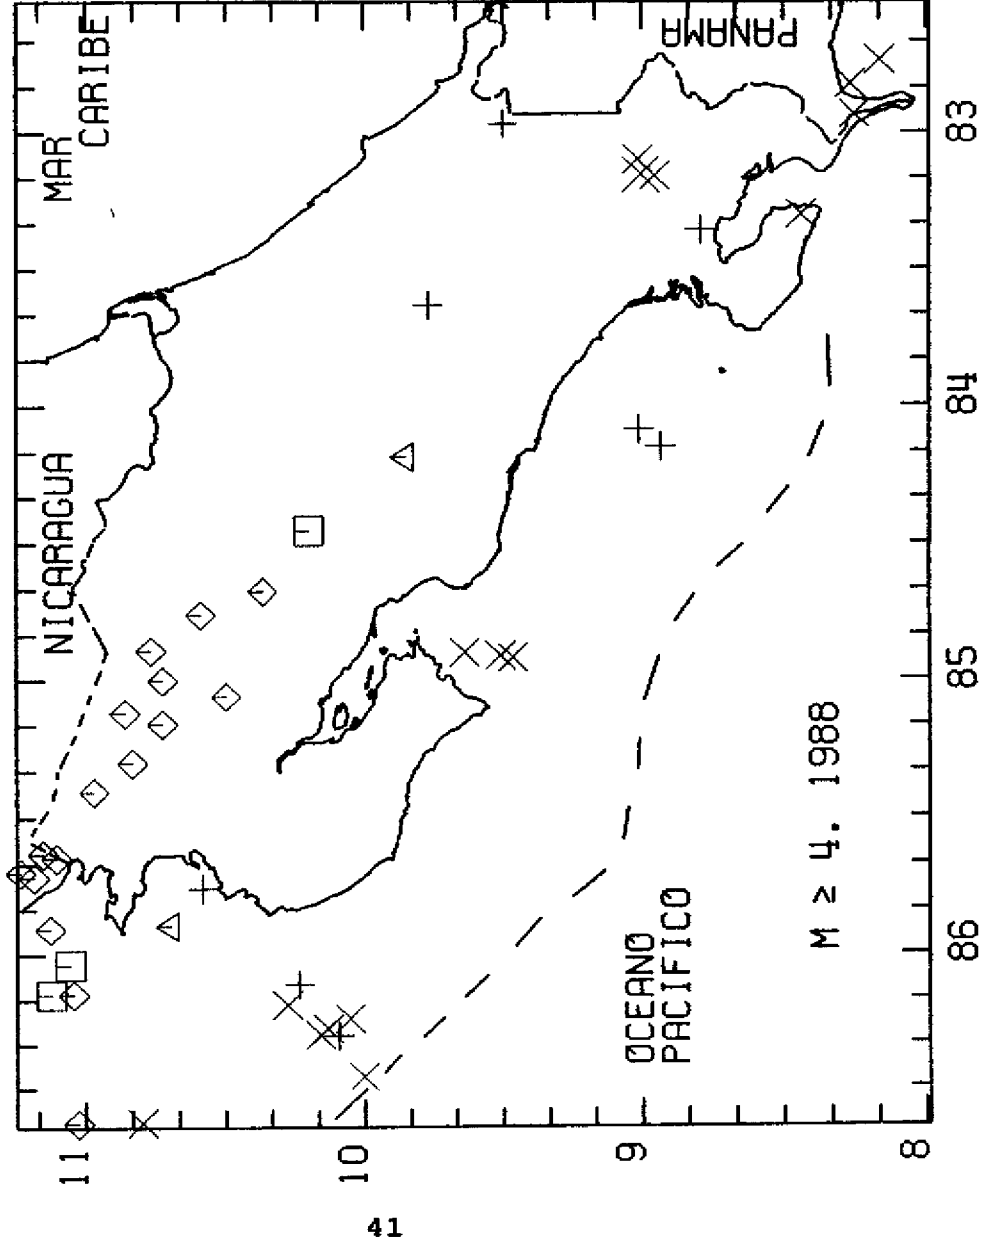 MAR
CARIBE
NICARAGUA
PANAMA
OCEANO
PACIFICO
M ≥ 4. 1988
11
10
9
8
86
85
84
83
41